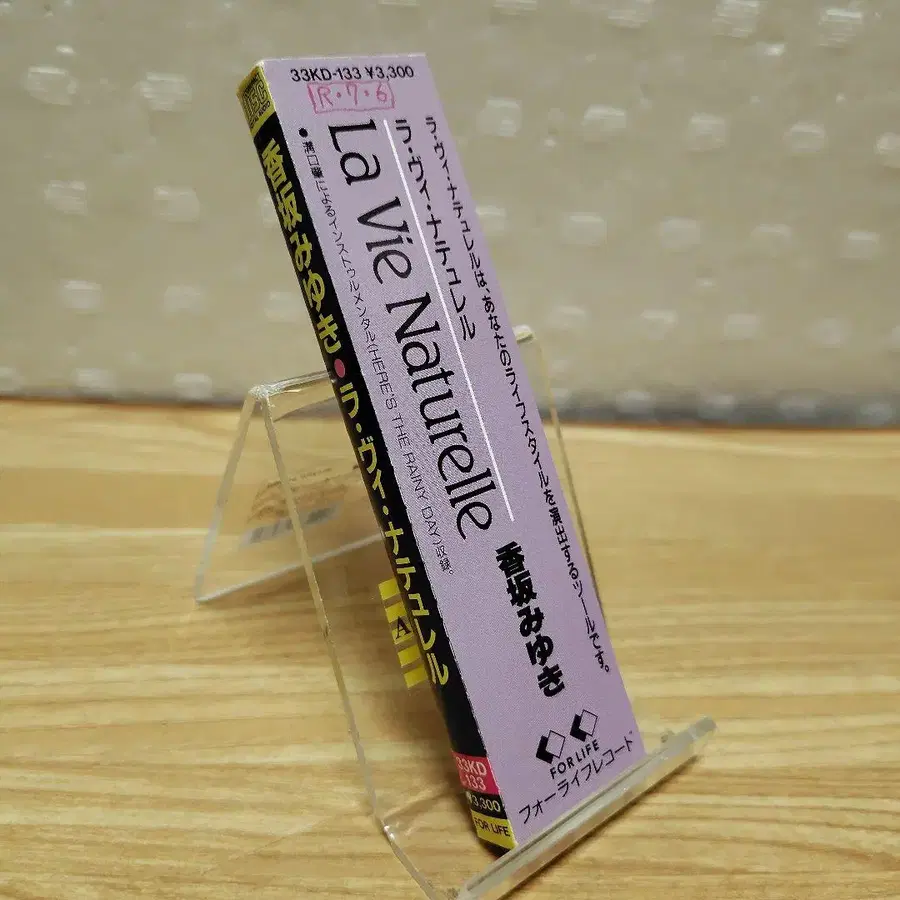 33KD-133 ¥3,300
R・7・6
ラ・ヴィ・ナチュレルは、あなたのライフスタイルを演出するツールです。
ラ・ヴィ・ナチュレル
La Vie Naturelle
香坂みゆき
●溝口肇によるインストゥルメンタル(HERE'S THE RAINY DAY)収録。
FOR LIFE
フォーライフレコード
香坂みゆき●ラ・ヴィ・ナチュレル
A
33KD
-133
¥3,300
FOR LIFE